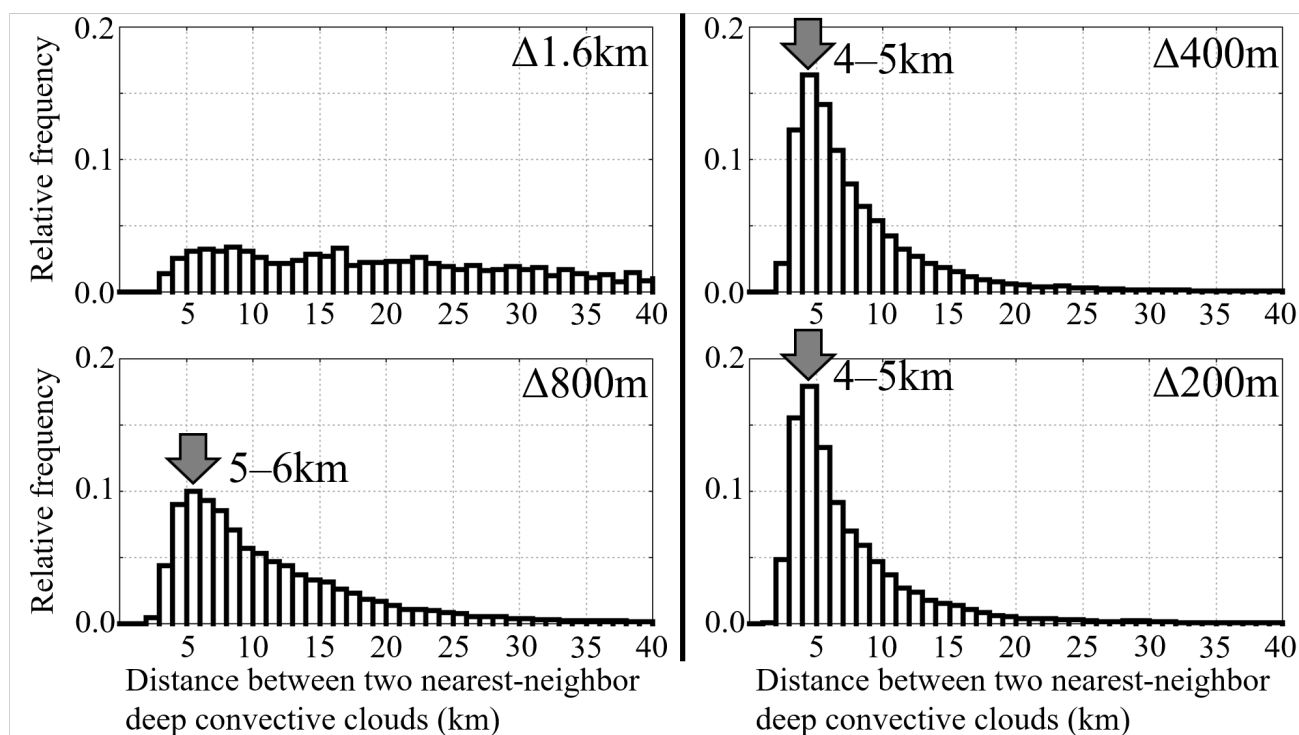 Relative frequency
0.2
0.1
0.0
Δ1.6km
5 10 15 20 25 30 35 40
Relative frequency
0.2
0.1
0.0
Δ800m
5–6km
5 10 15 20 25 30 35 40
Distance between two nearest-neighbor
deep convective clouds (km)
0.2
0.1
0.0
4–5km
Δ400m
5 10 15 20 25 30 35 40
0.2
0.1
0.0
4–5km
Δ200m
5 10 15 20 25 30 35 40
Distance between two nearest-neighbor
deep convective clouds (km)